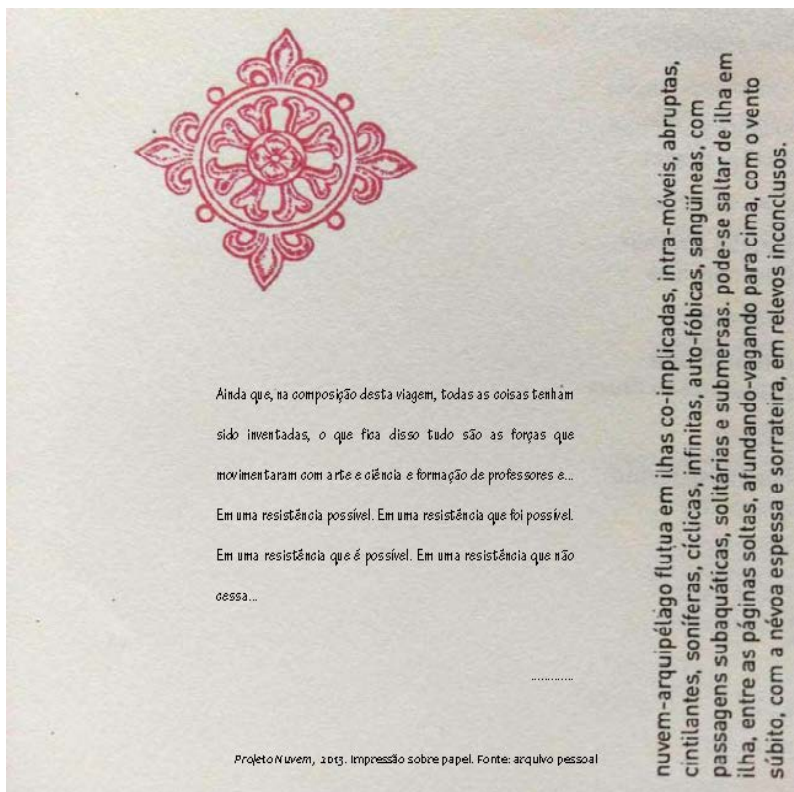 Ainda que, na composição desta viagem, todas as coisas tenham
sido inventadas, o que fica disso tudo são as forças que
movimentaram com arte e ciência e formação de professores e...
Em uma resistência possível. Em uma resistência que foi possível.
Em uma resistência que é possível. Em uma resistência que não
cessa...
.............
Projeto Nuvem, 2013. Impressão sobre papel. Fonte: arquivo pessoal
nuvem-arquipélago flutua em ilhas co-implicadas, intra-móveis, abruptas,
cintilantes, soníferas, cíclicas, infinitas, auto-fóbicas, sangüíneas, com
passagens subaquáticas, solitárias e submersas. pode-se saltar de ilha em
ilha, entre as páginas soltas, afundando-vagando para cima, com o vento
súbito, com a névoa espessa e sorrateira, em relevos inconclusos.